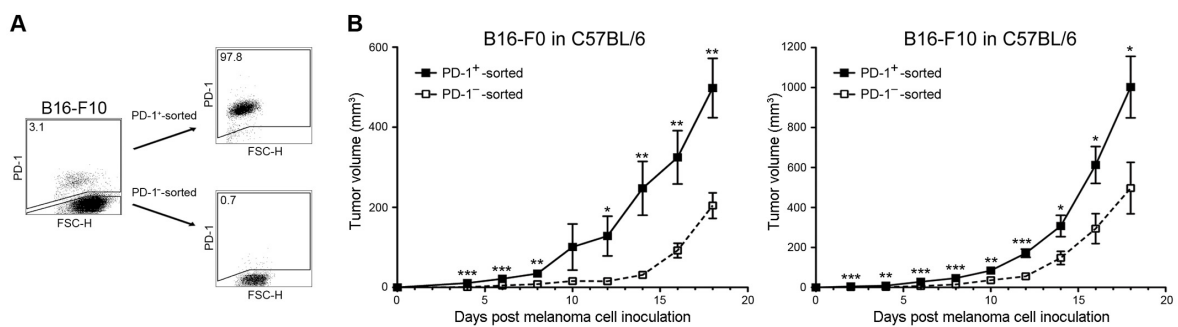 A
B16-F10
3.1
PD-1
FSC-H
PD-1⁺-sorted
PD-1⁻-sorted
97.8
PD-1
FSC-H
0.7
PD-1
FSC-H
B
B16-F0 in C57BL/6
PD-1⁺-sorted
PD-1⁻-sorted
Tumor volume (mm³)
600
400
200
0
*** *** ** * ** ** **
0 5 10 15 20
Days post melanoma cell inoculation
B16-F10 in C57BL/6
PD-1⁺-sorted
PD-1⁻-sorted
Tumor volume (mm³)
1200
1000
800
600
400
200
0
*** ** *** *** ** *** * * *
0 5 10 15 20
Days post melanoma cell inoculation